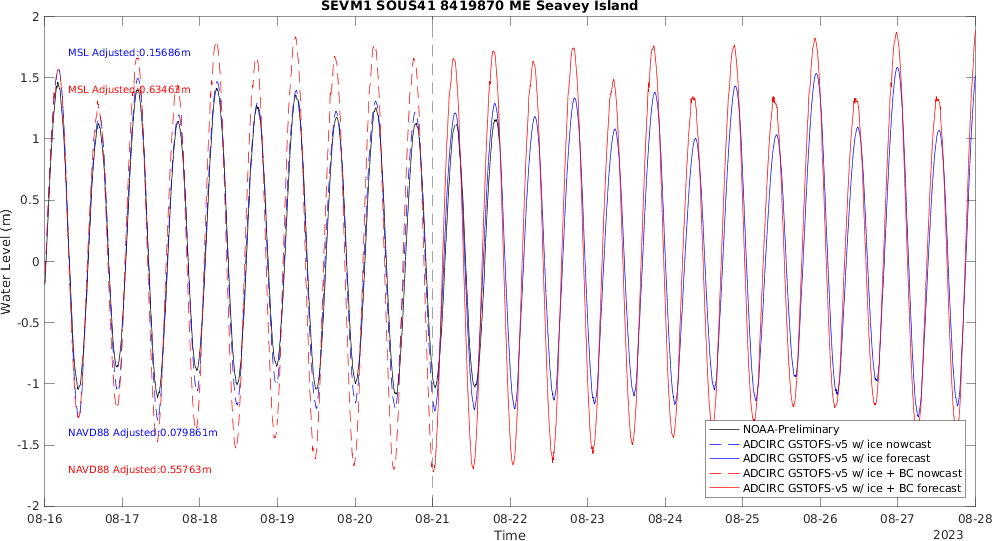 SEVM1 SOUS41 8419870 ME Seavey Island
2
1.5
1
0.5
0
-0.5
-1
-1.5
-2
Water Level (m)
MSL Adjusted:0.15686m
MSL Adjusted:0.63463m
NAVD88 Adjusted:0.079861m
NAVD88 Adjusted:0.55763m
NOAA-Preliminary
ADCIRC GSTOFS-v5 w/ ice nowcast
ADCIRC GSTOFS-v5 w/ ice forecast
ADCIRC GSTOFS-v5 w/ ice + BC nowcast
ADCIRC GSTOFS-v5 w/ ice + BC forecast
08-16 08-17 08-18 08-19 08-20 08-21 08-22 08-23 08-24 08-25 08-26 08-27 08-28
Time
2023